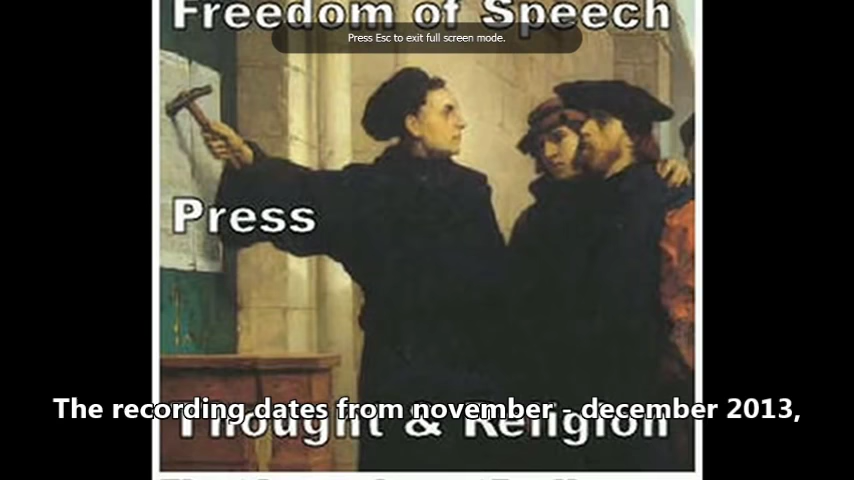 Freedom of Speech
Press Esc to exit full screen mode.
Press
The recording dates from november - december 2013,
Thought & Religion